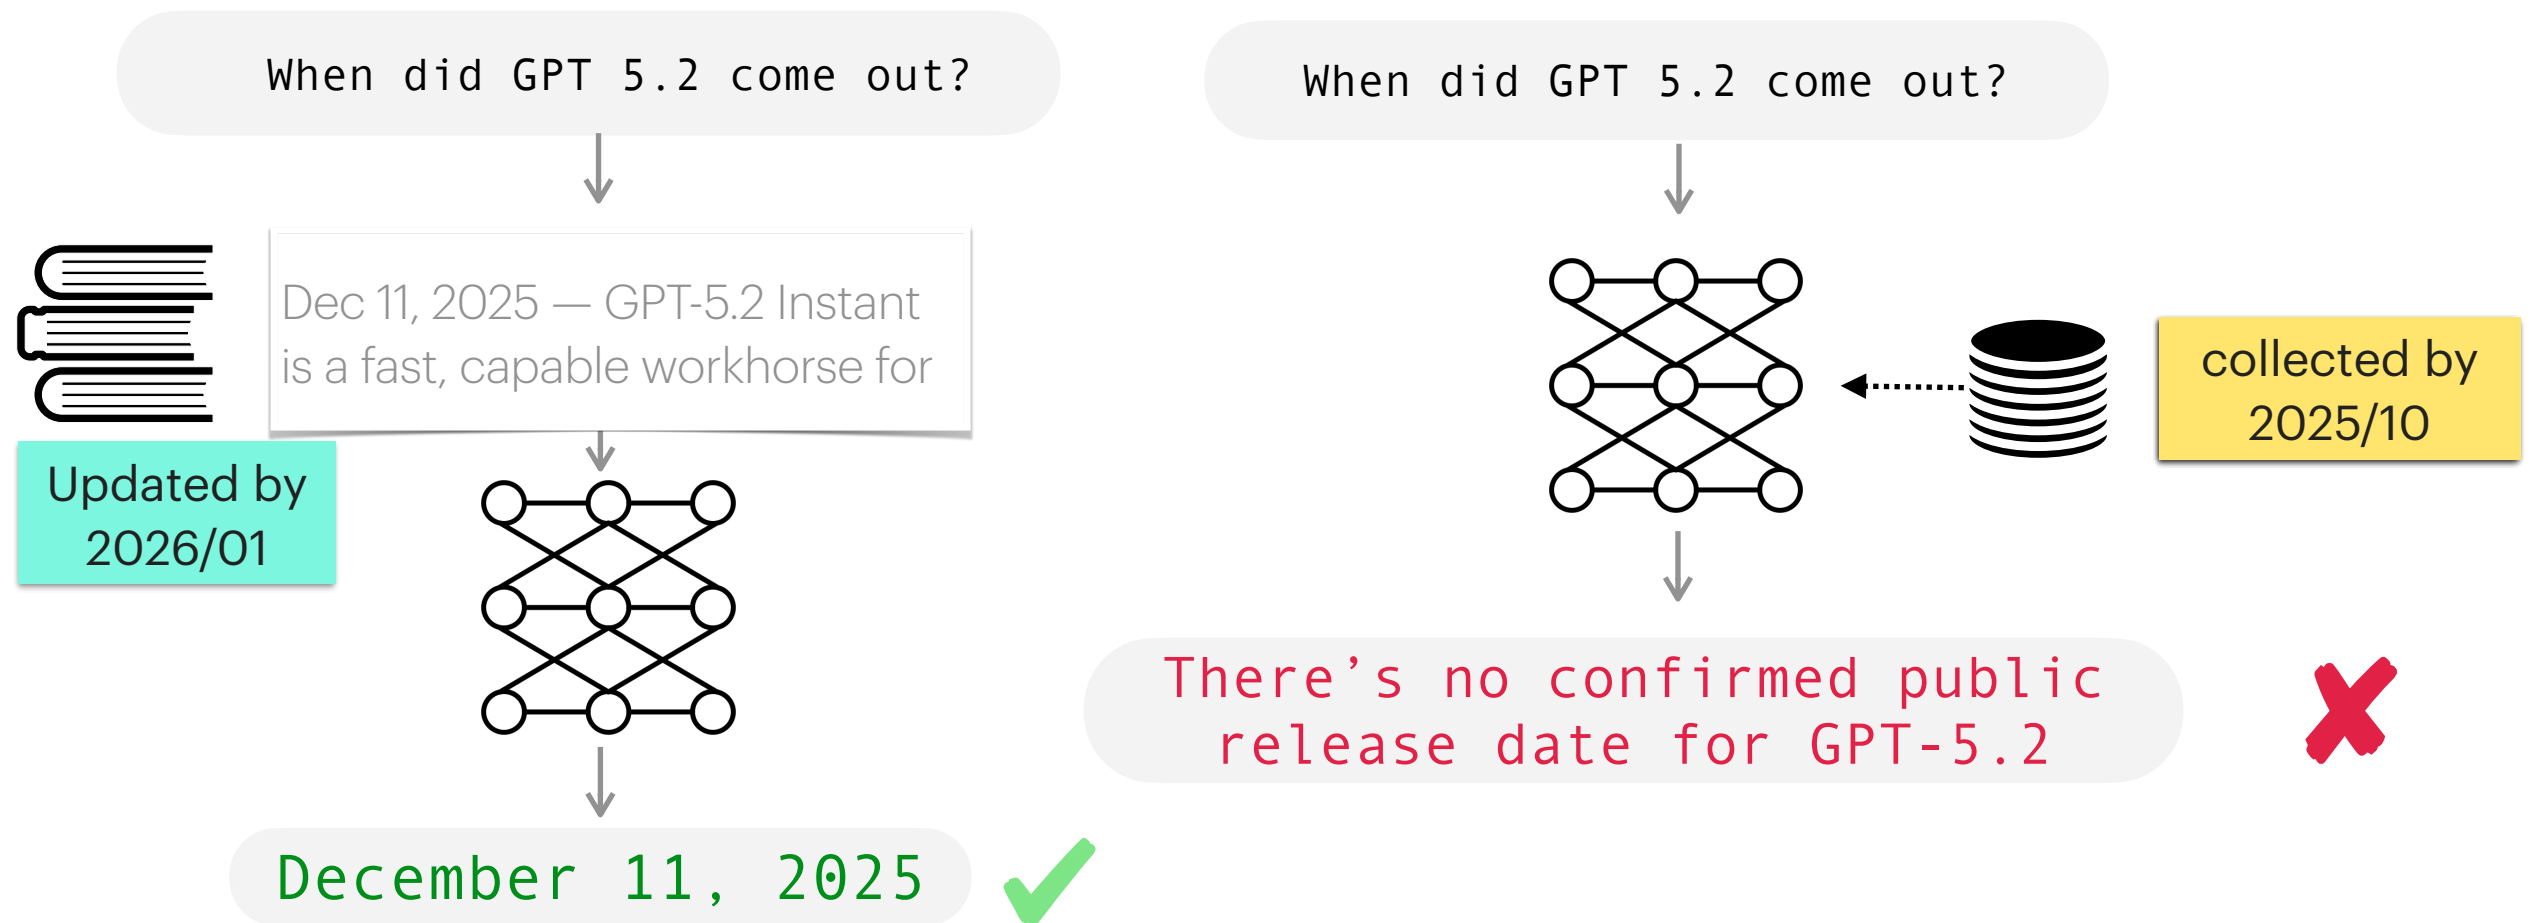 When did GPT 5.2 come out?
Dec 11, 2025 — GPT-5.2 Instant
is a fast, capable workhorse for
Updated by
2026/01
December 11, 2025
When did GPT 5.2 come out?
collected by
2025/10
There’s no confirmed public
release date for GPT-5.2